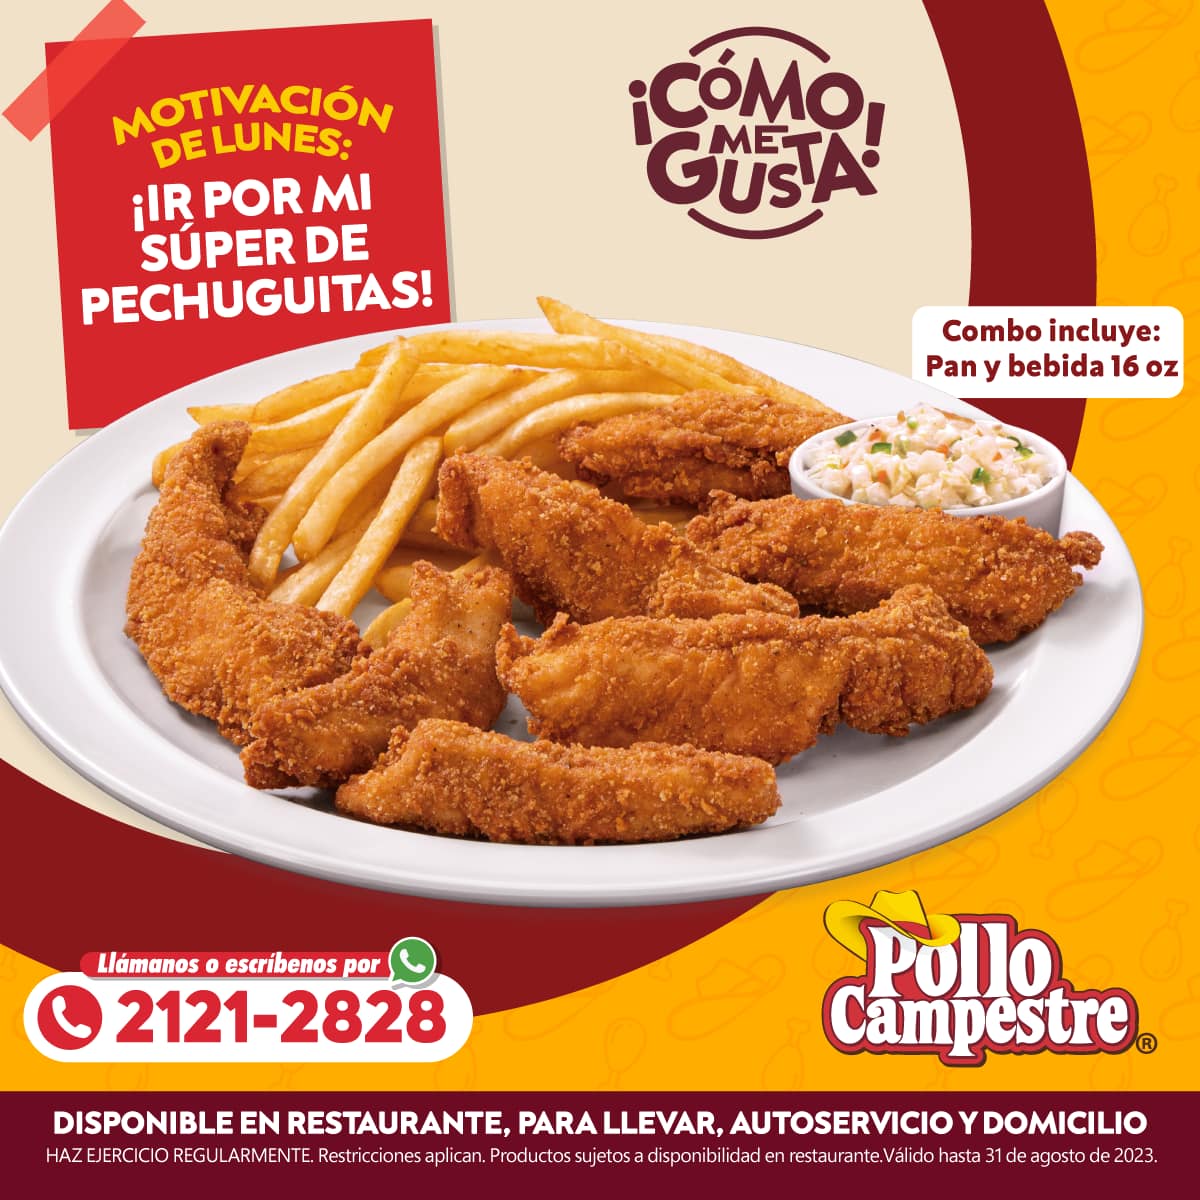 MOTIVACIÓN
DE LUNES:
¡IR POR MI
SÚPER DE
PECHUGUITAS!
¡CÓMO
ME
GUSTA!
Combo incluye:
Pan y bebida 16 oz
Llámanos o escríbenos por
2121-2828
Pollo
Campestre®
DISPONIBLE EN RESTAURANTE, PARA LLEVAR, AUTOSERVICIO Y DOMICILIO
HAZ EJERCICIO REGULARMENTE. Restricciones aplican. Productos sujetos a disponibilidad en restaurante.Válido hasta 31 de agosto de 2023.